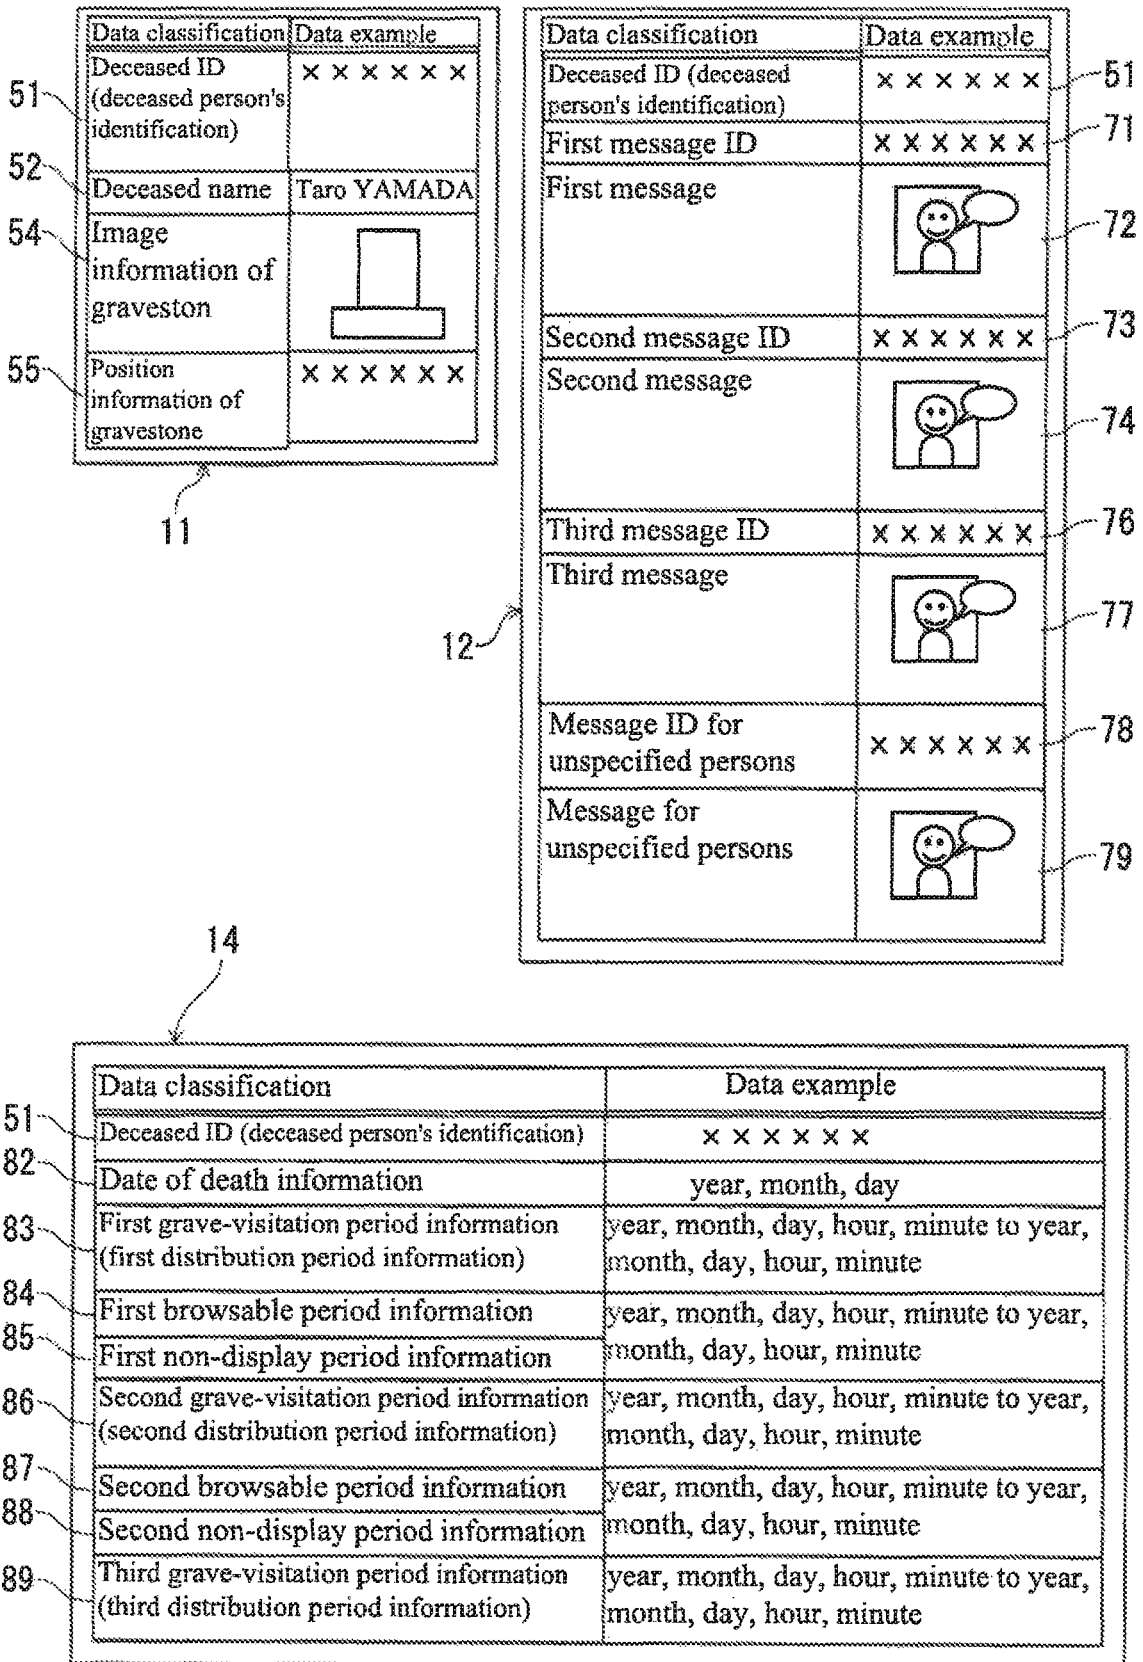 Data classification Data example
51 Deceased ID × × × × × ×
(deceased person's
identification)
52 Deceased name Taro YAMADA
54 Image
information of
graveston
55 Position × × × × × ×
information of
gravestone
11
Data classification Data example
Deceased ID (deceased × × × × × × 51
person's identification)
First message ID × × × × × × 71
First message
72
Second message ID × × × × × × 73
Second message
74
Third message ID × × × × × × 76
Third message
77
12
Message ID for × × × × × × 78
unspecified persons
Message for
unspecified persons 79
14
Data classification Data example
51 Deceased ID (deceased person's identification) × × × × × ×
82 Date of death information year, month, day
83 First grave-visitation period information year, month, day, hour, minute to year,
(first distribution period information) month, day, hour, minute
84 First browsable period information year, month, day, hour, minute to year,
85 First non-display period information month, day, hour, minute
86 Second grave-visitation period information year, month, day, hour, minute to year,
(second distribution period information) month, day, hour, minute
87 Second browsable period information year, month, day, hour, minute to year,
88 Second non-display period information month, day, hour, minute
89 Third grave-visitation period information year, month, day, hour, minute to year,
(third distribution period information) month, day, hour, minute